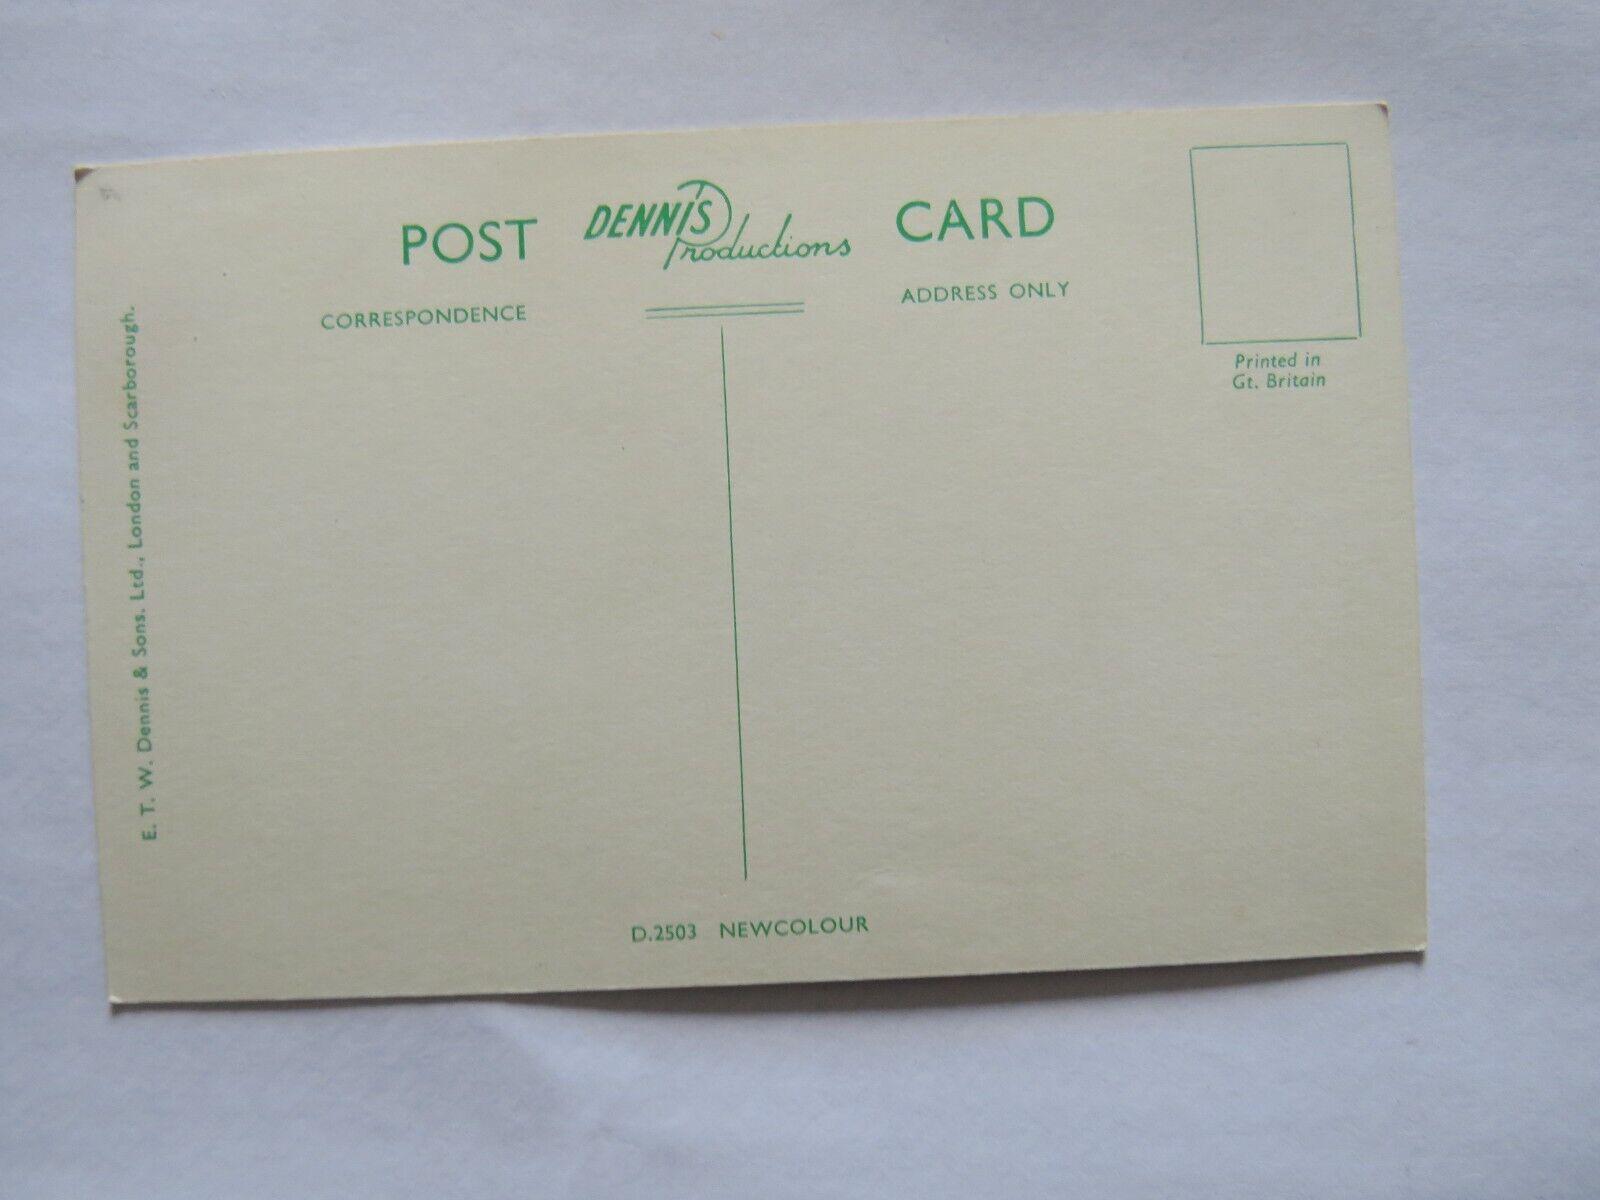 POST DENNIS Productions CARD
CORRESPONDENCE
ADDRESS ONLY
Printed in
Gt. Britain
E. T. W. Dennis & Sons. Ltd., London and Scarborough.
D.2503 NEWCOLOUR